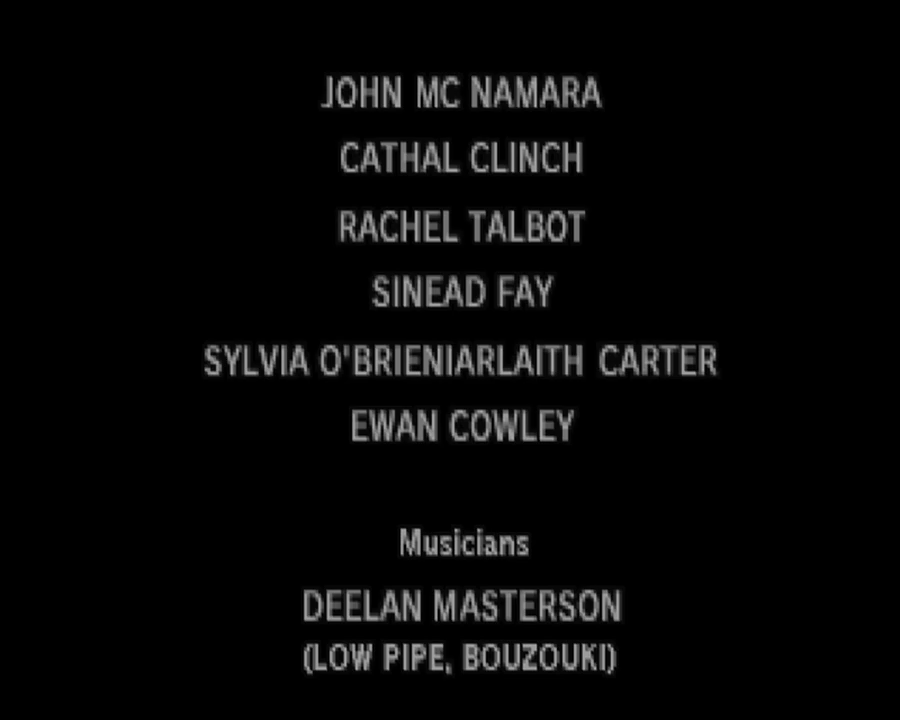 JOHN MC NAMARA
CATHAL CLINCH
RACHEL TALBOT
SINEAD FAY
SYLVIA O'BRIENIARLAITH CARTER
EWAN COWLEY
Musicians
DEELAN MASTERSON
(LOW PIPE, BOUZOUKI)